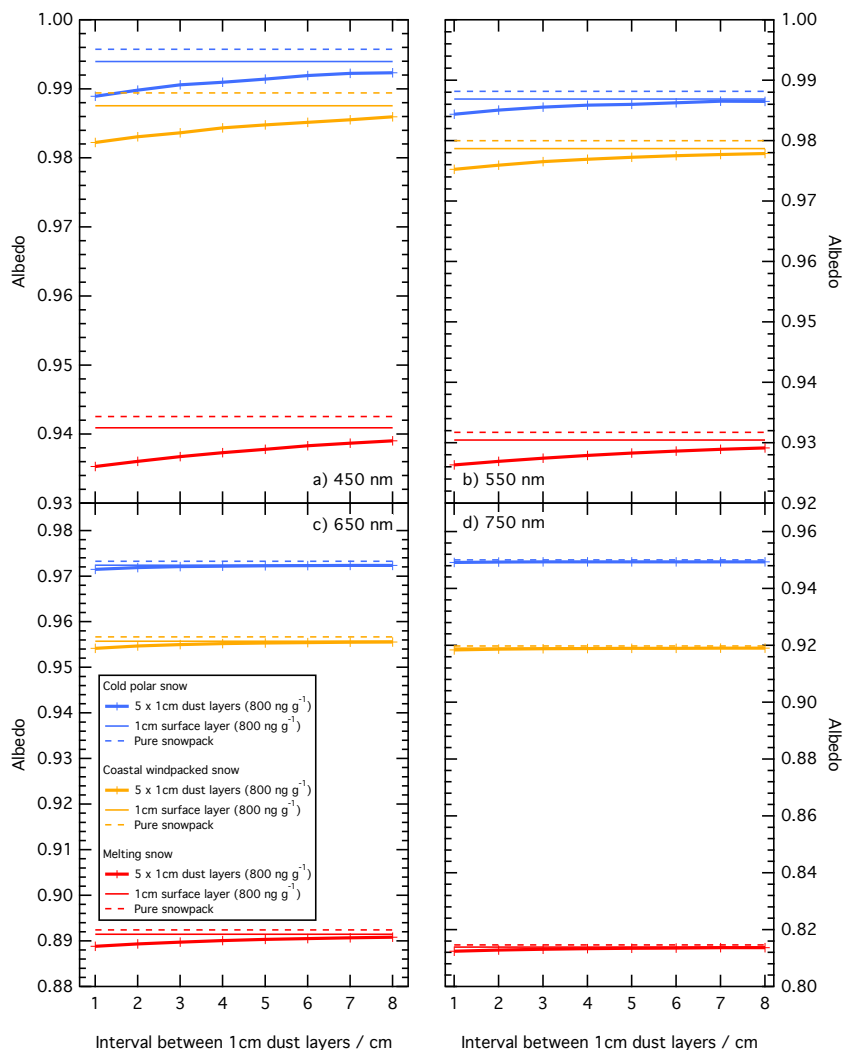 1.00
0.99
0.98
0.97
0.96
0.95
0.94
0.93
Albedo
a) 450 nm
1.00
0.99
0.98
0.97
0.96
0.95
0.94
0.93
0.92
Albedo
b) 550 nm
0.98
0.97
0.96
0.95
0.94
0.93
0.92
0.91
0.90
0.89
0.88
Albedo
c) 650 nm
Cold polar snow
5 x 1cm dust layers (800 ng g⁻¹)
1cm surface layer (800 ng g⁻¹)
Pure snowpack
Coastal windpacked snow
5 x 1cm dust layers (800 ng g⁻¹)
1cm surface layer (800 ng g⁻¹)
Pure snowpack
Melting snow
5 x 1cm dust layers (800 ng g⁻¹)
1cm surface layer (800 ng g⁻¹)
Pure snowpack
1 2 3 4 5 6 7 8
Interval between 1cm dust layers / cm
d) 750 nm
0.96
0.94
0.92
0.90
0.88
0.86
0.84
0.82
0.80
Albedo
1 2 3 4 5 6 7 8
Interval between 1cm dust layers / cm